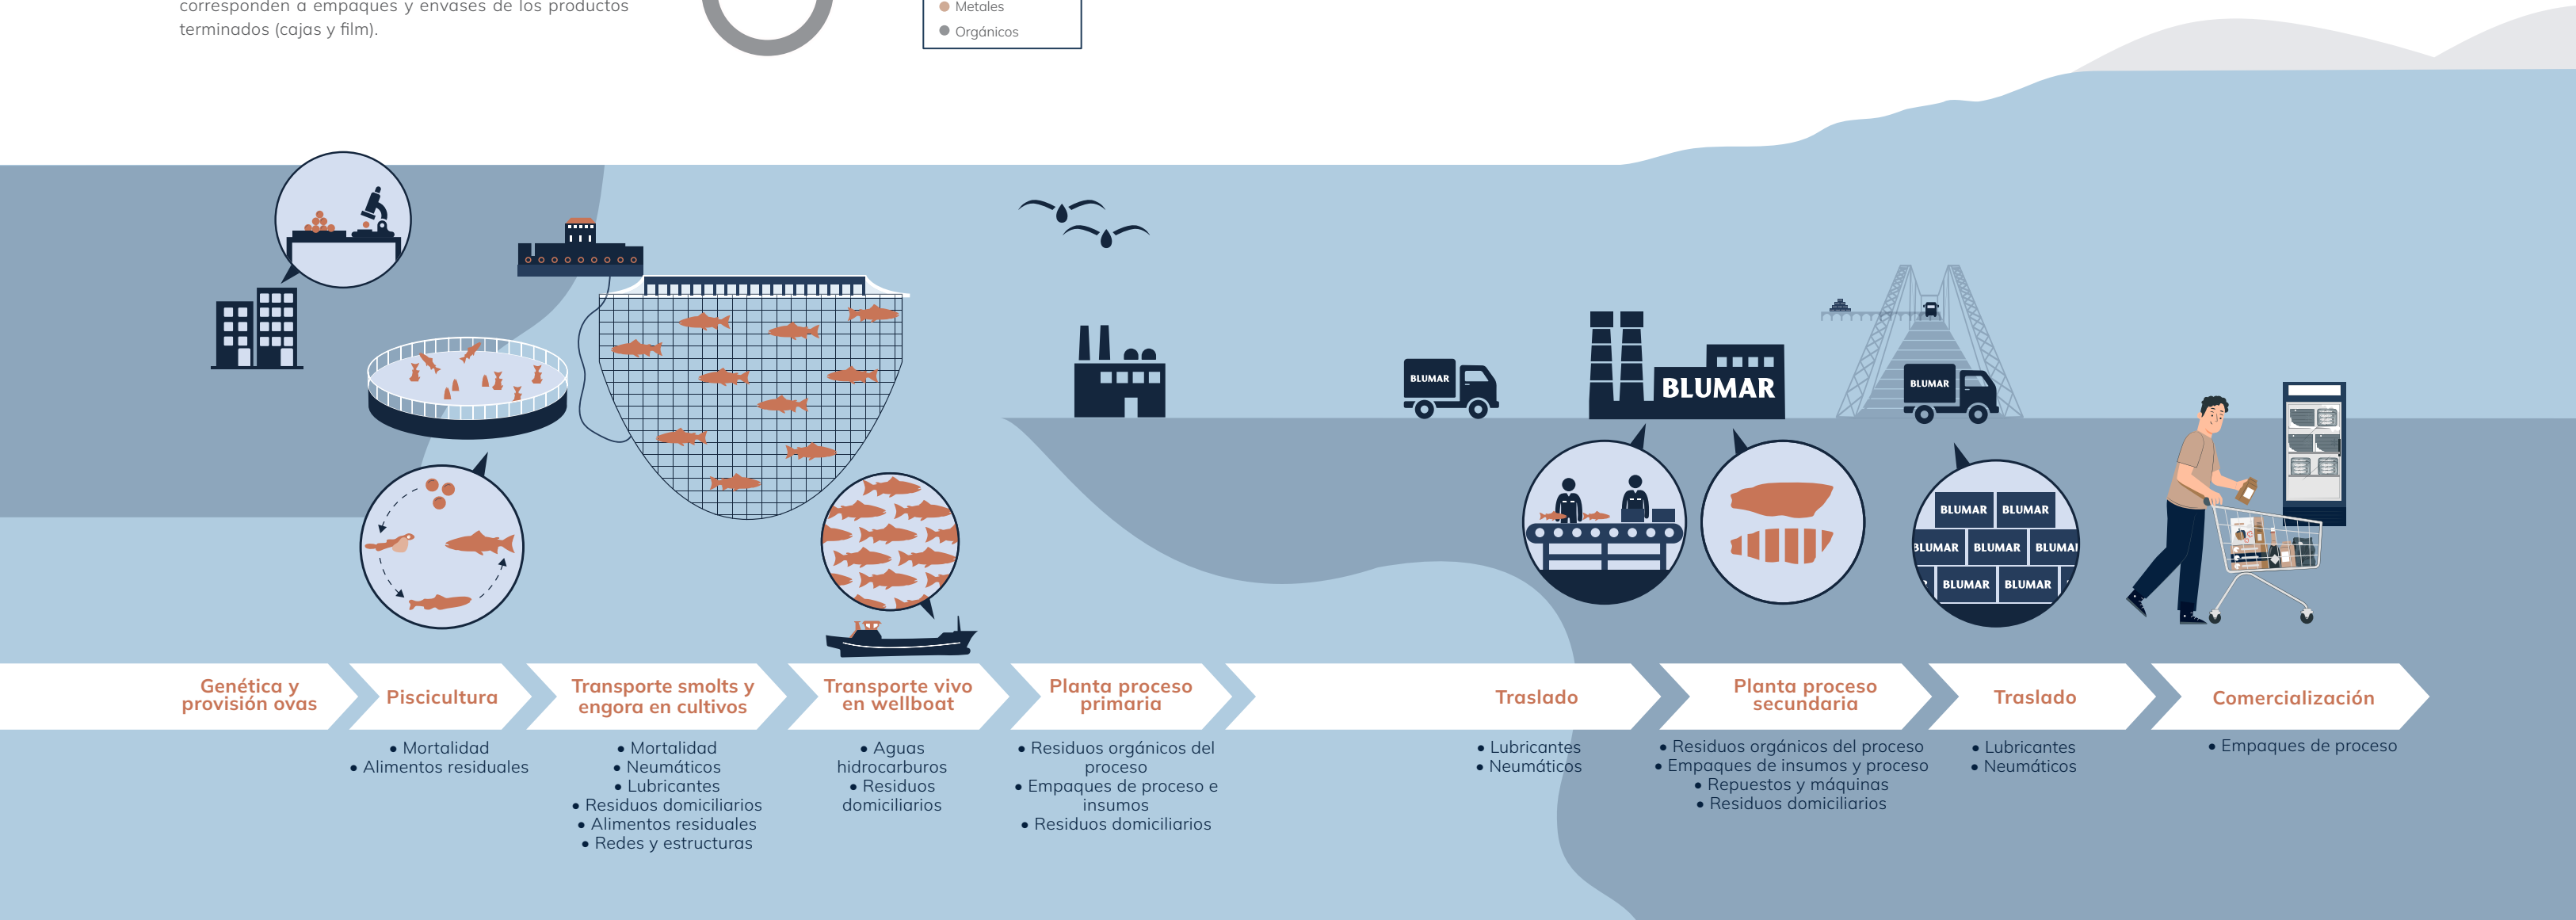 corresponden a empaques y envases de los productos
terminados (cajas y film).
Metales
Orgánicos
BLUMAR
BLUMAR
BLUMAR
BLUMAR BLUMAR
BLUMAR BLUMAR BLUMAR
BLUMAR BLUMAR
Genética y
provisión ovas
Piscicultura
Transporte smolts y
engora en cultivos
Transporte vivo
en wellboat
Planta proceso
primaria
Traslado
Planta proceso
secundaria
Traslado
Comercialización
• Mortalidad
• Alimentos residuales
• Mortalidad
• Neumáticos
• Lubricantes
• Residuos domiciliarios
• Alimentos residuales
• Redes y estructuras
• Aguas
hidrocarburos
• Residuos
domiciliarios
• Residuos orgánicos del
proceso
• Empaques de proceso e
insumos
• Residuos domiciliarios
• Lubricantes
• Neumáticos
• Residuos orgánicos del proceso
• Empaques de insumos y proceso
• Repuestos y máquinas
• Residuos domiciliarios
• Lubricantes
• Neumáticos
• Empaques de proceso